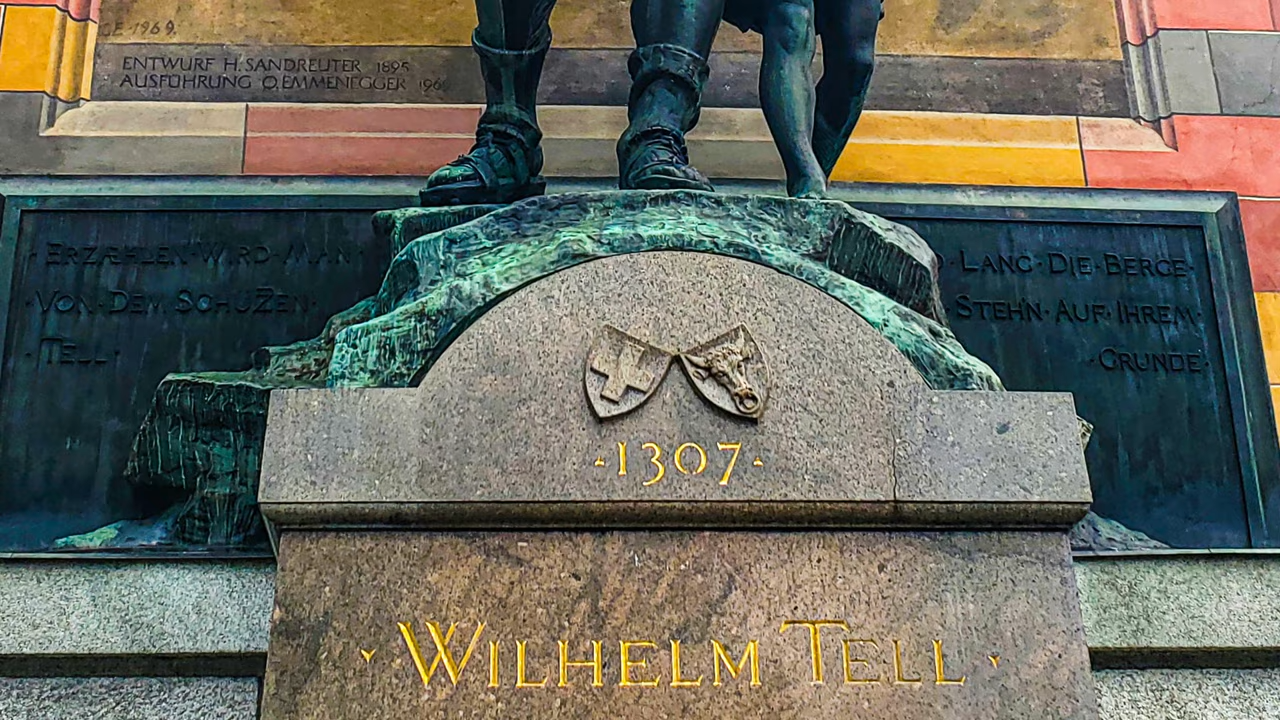 1969.
ENTWURF H. SANDREUTER 1895
AUSFÜHRUNG O. EMMENEGGER
ERZÆHLEN · WIRD · MAN
· VON · DEM · SCHÜZEN ·
· TELL ·
LANG · DIE · BERGE ·
STEHN · AUF · IHREM ·
· GRUNDE ·
· 1307 ·
· WILHELM TELL ·